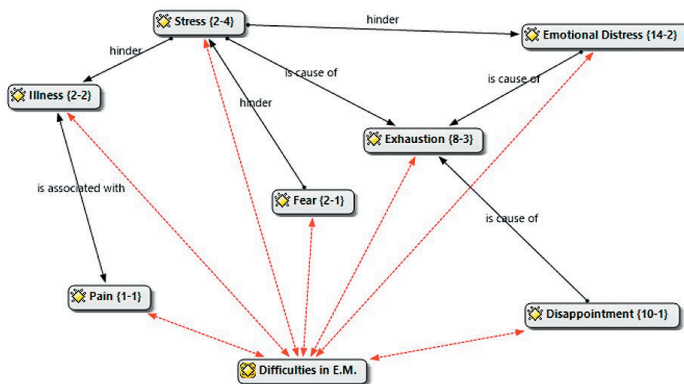 Stress {2-4}
hinder
Emotional Distress {14-2}
hinder
is cause of
is cause of
Illness {2-2}
hinder
Exhaustion {8-3}
is associated with
Fear {2-1}
is cause of
Pain {1-1}
Disappointment {10-1}
Difficulties in E.M.